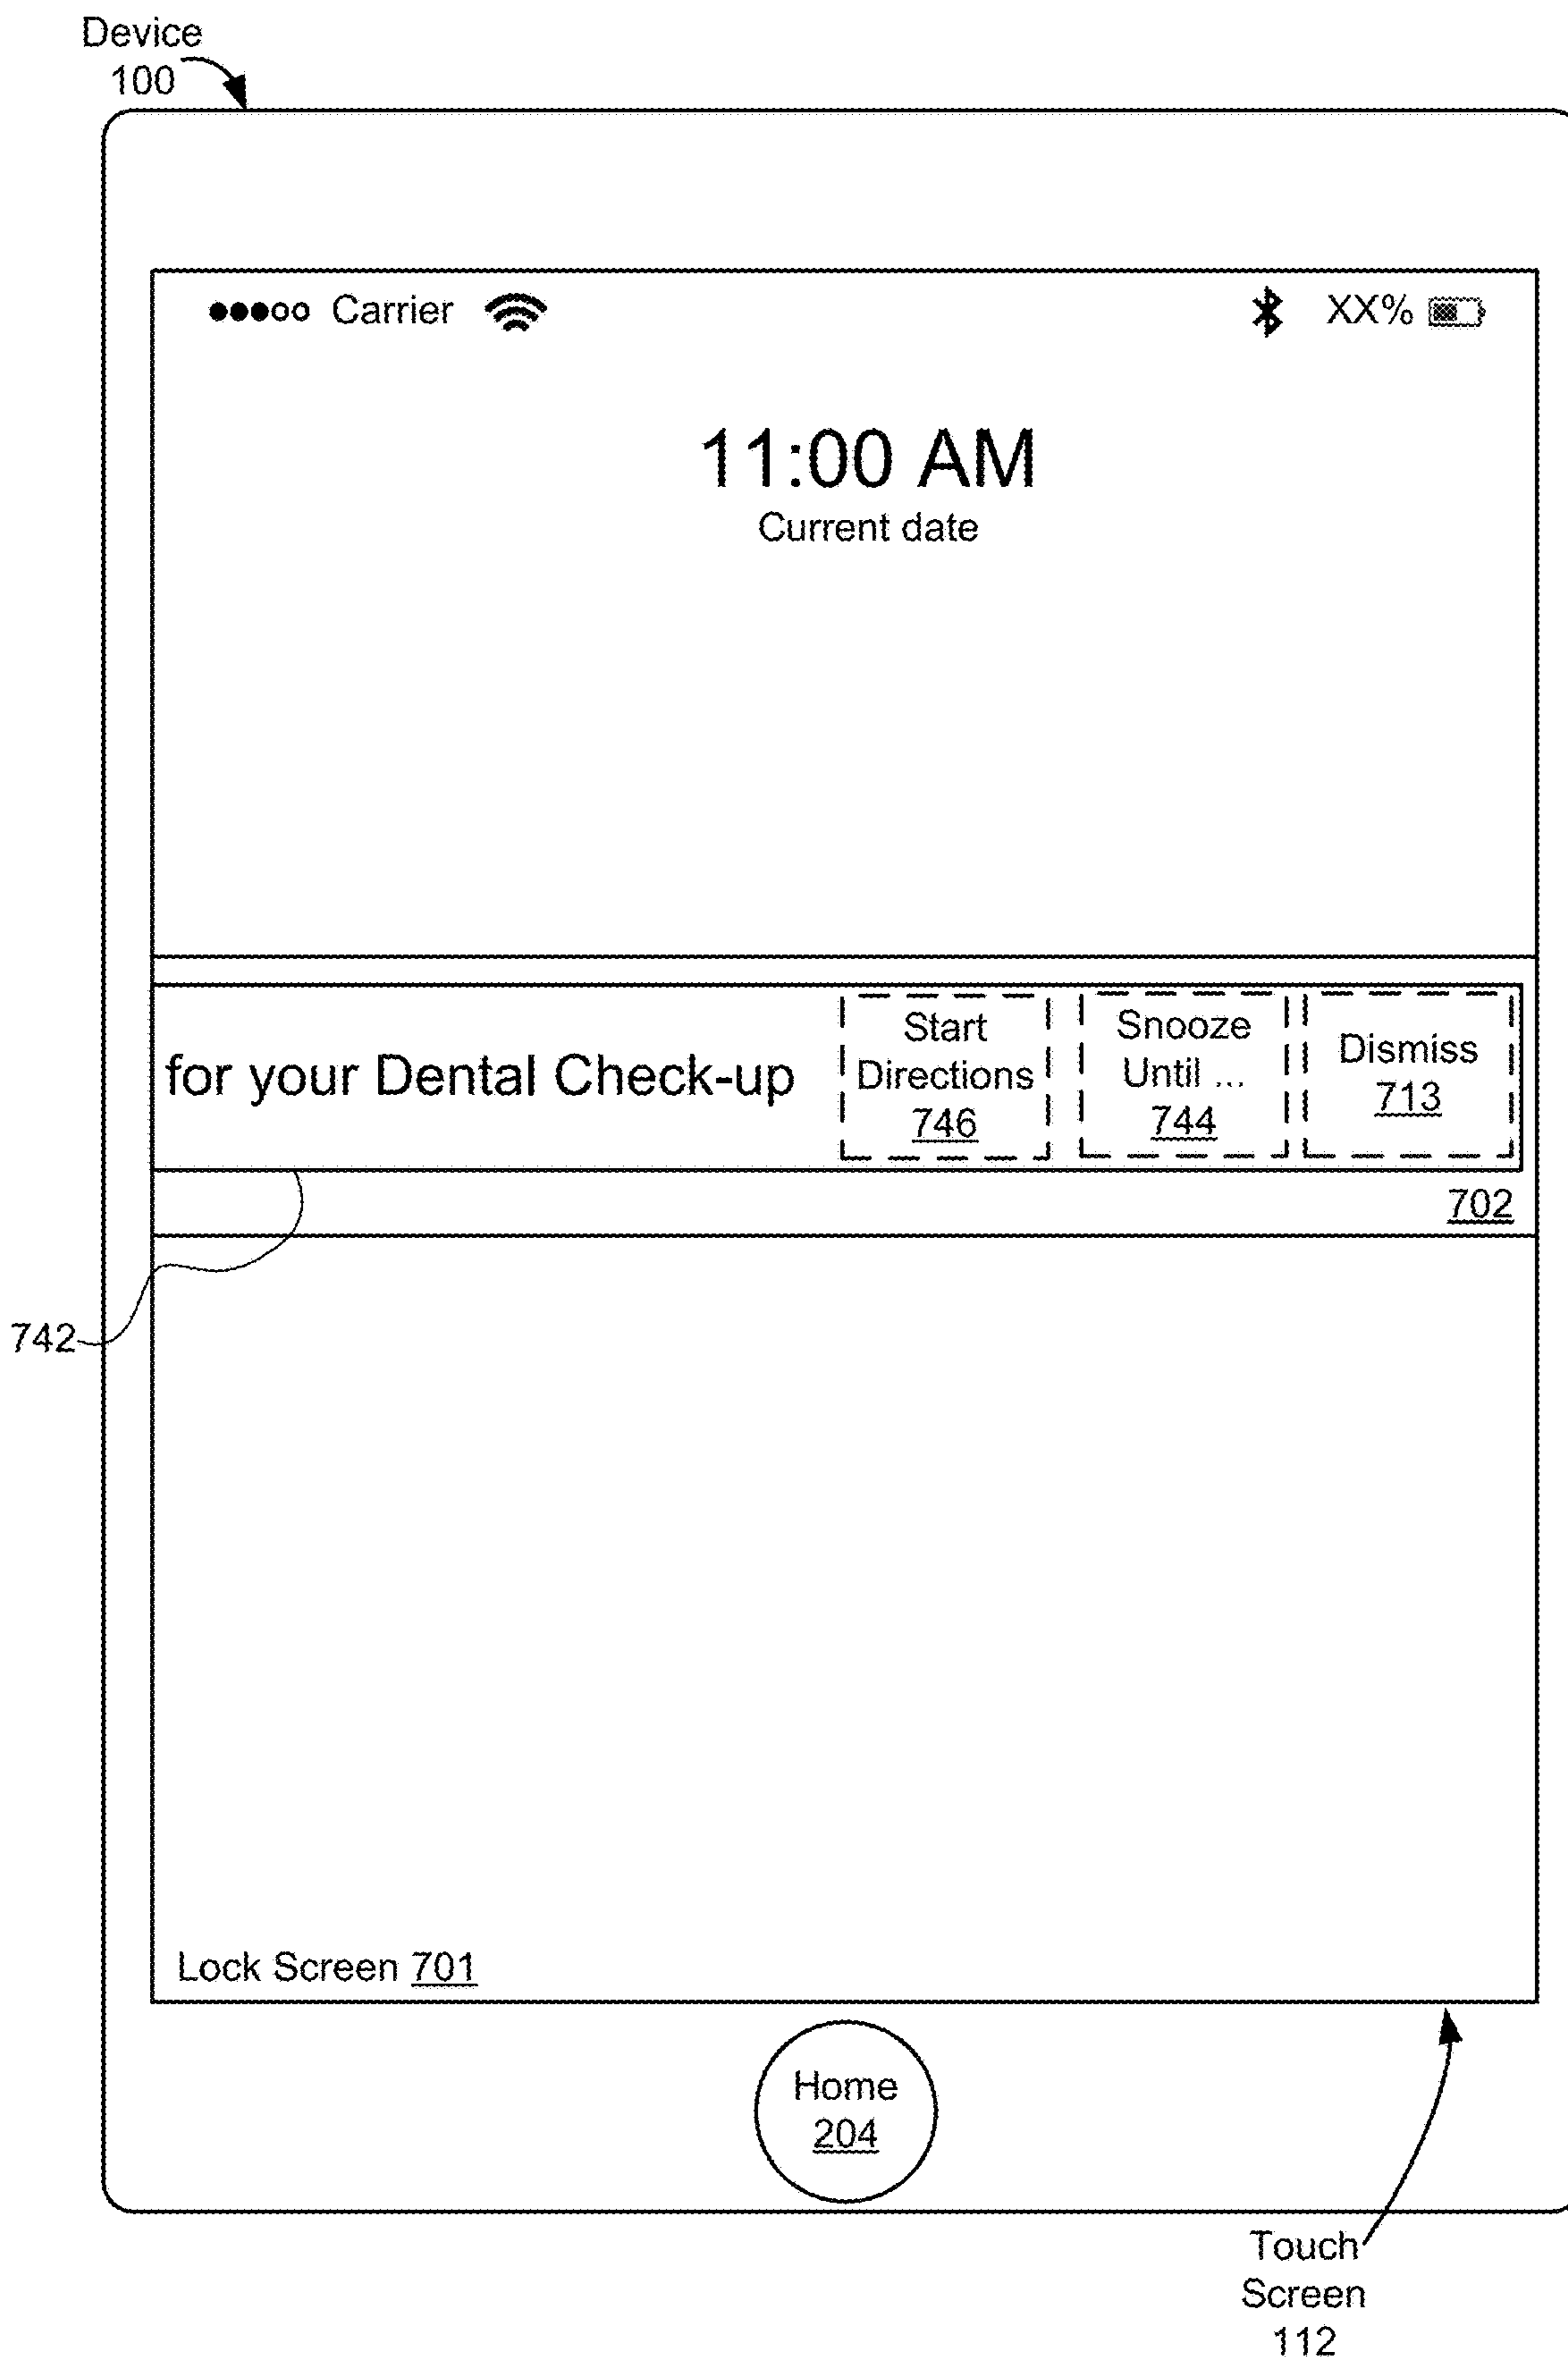 Device
100
Carrier
XX%
11:00 AM
Current date
for your Dental Check-up
Start
Directions
746
Snooze
Until ...
744
Dismiss
713
702
742
Lock Screen 701
Home
204
Touch
Screen
112